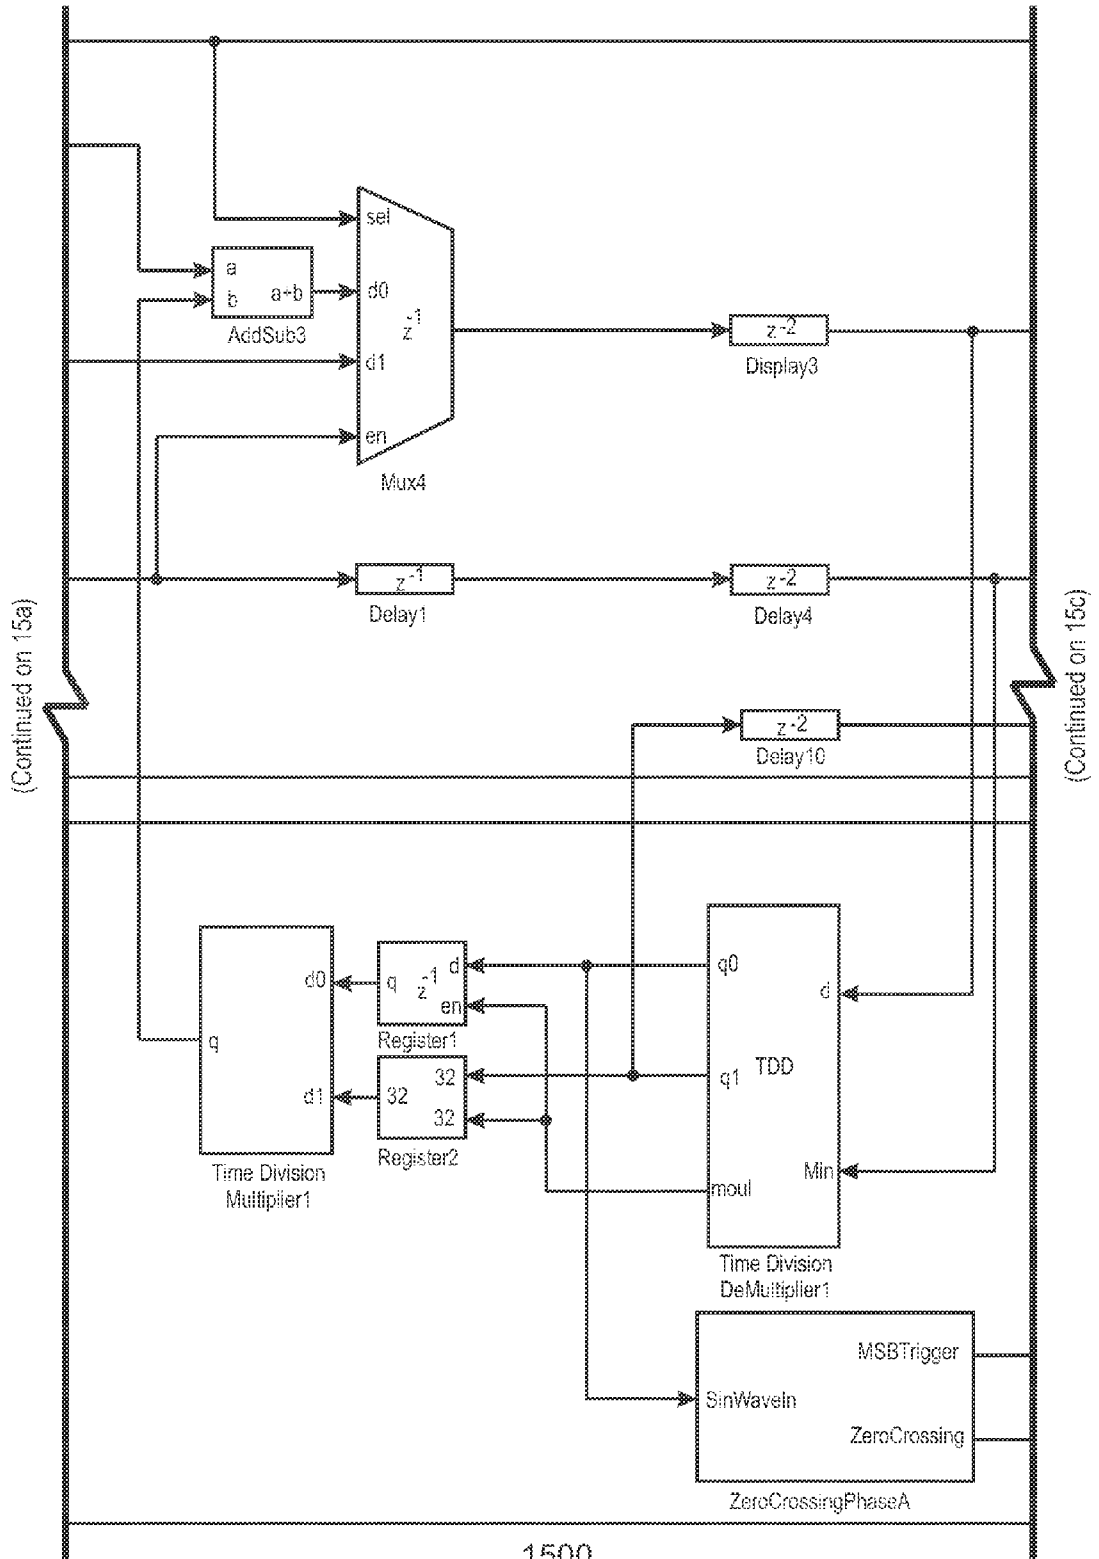 sel
a
b
a+b
AddSub3
d0
z-1
d1
en
Mux4
z-2
Display3
z-1
Delay1
z-2
Delay4
(Continued on 15a)
(Continued on 15c)
z-2
Delay10
d0
q
d1
Time Division
Multiplier1
q
z-1
d
en
Register1
32
32
32
Register2
q0
d
q1
TDD
Min
moul
Time Division
DeMultiplier1
MSBTrigger
SinWaveIn
ZeroCrossing
ZeroCrossingPhaseA
1500